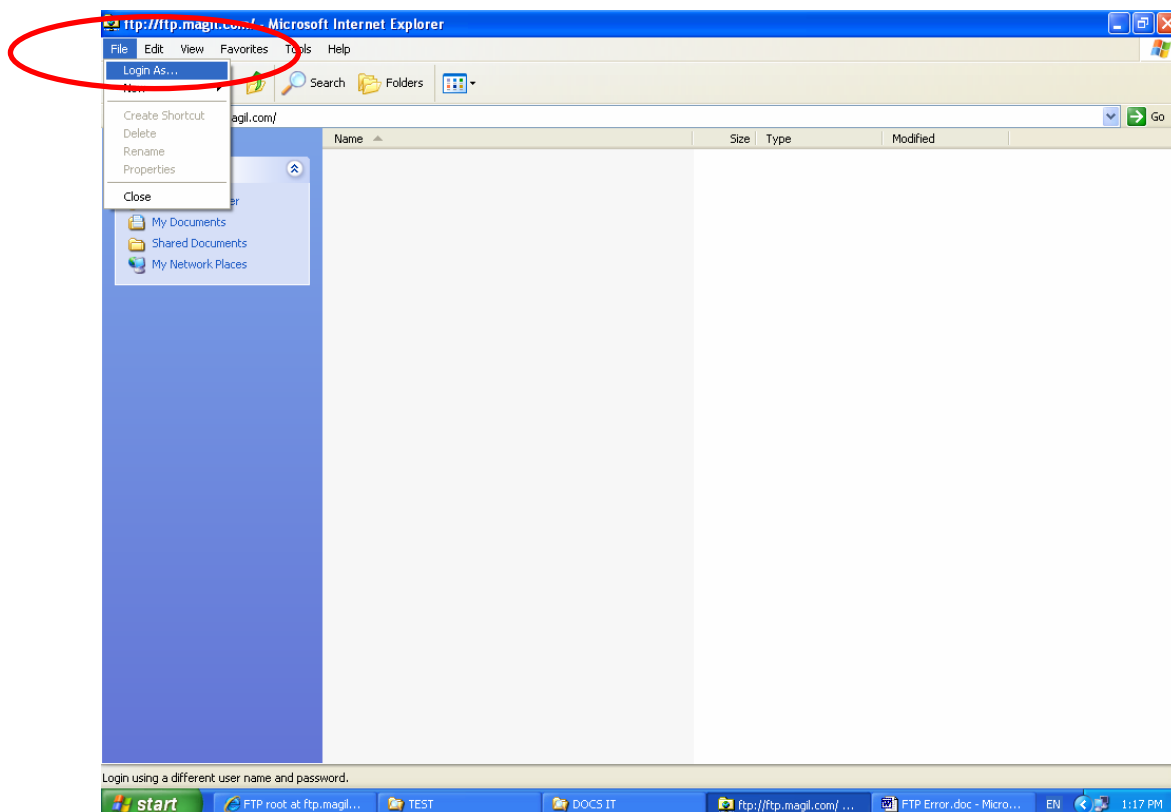 ftp://ftp.magil.com/ - Microsoft Internet Explorer
File Edit View Favorites Tools Help
Login As...
New
Search Folders
Create Shortcut
agil.com/
Go
Delete
Name Size Type Modified
Rename
Properties
Close
er
My Documents
Shared Documents
My Network Places
Login using a different user name and password.
start FTP root at ftp.magil... TEST DOCS IT ftp://ftp.magil.com/ ... FTP Error.doc - Micro... EN 1:17 PM